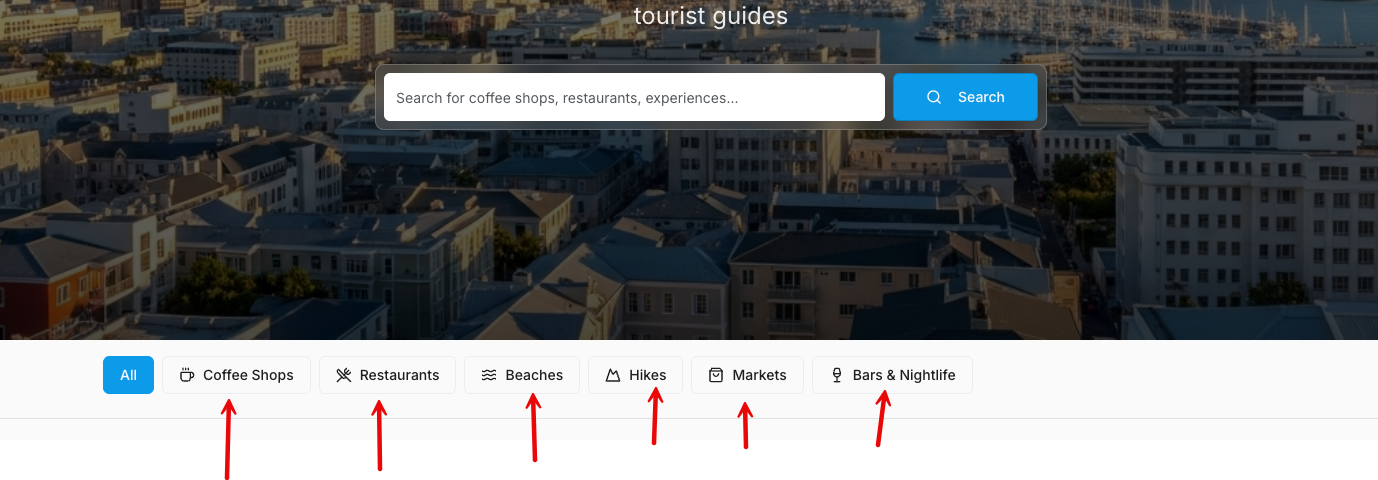 tourist guides
Search for coffee shops, restaurants, experiences...
Search
All
Coffee Shops
Restaurants
Beaches
Hikes
Markets
Bars & Nightlife